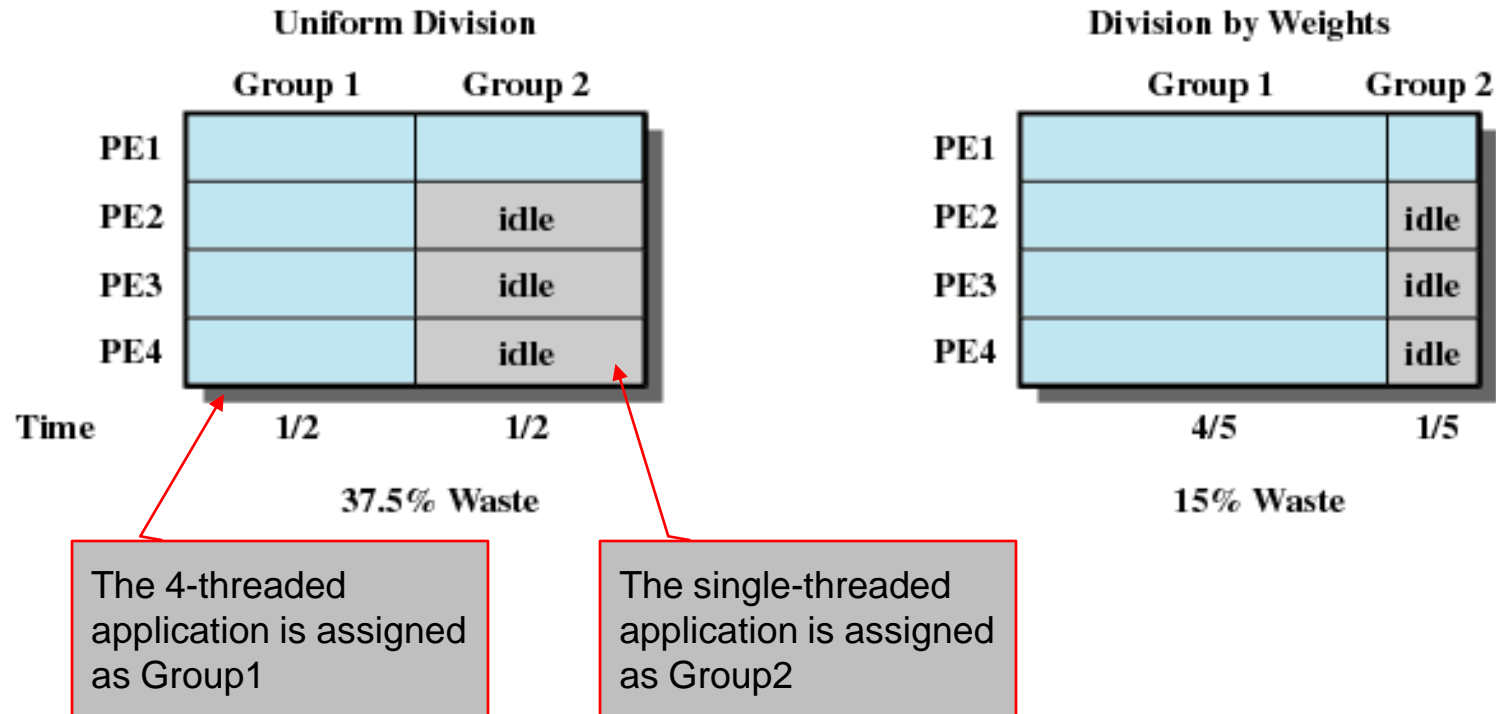 Uniform Division
Group 1 Group 2
PE1
PE2 idle
PE3 idle
PE4 idle
Time 1/2 1/2
37.5% Waste
Division by Weights
Group 1 Group 2
PE1
PE2 idle
PE3 idle
PE4 idle
4/5 1/5
15% Waste
The 4-threaded
application is assigned
as Group1
The single-threaded
application is assigned
as Group2